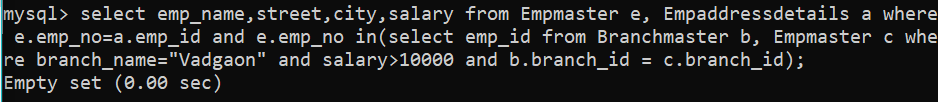 mysql> select emp_name,street,city,salary from Empmaster e, Empaddressdetails a where
 e.emp_no=a.emp_id and e.emp_no in(select emp_id from Branchmaster b, Empmaster c whe
re branch_name="Vadgaon" and salary>10000 and b.branch_id = c.branch_id);
Empty set (0.00 sec)